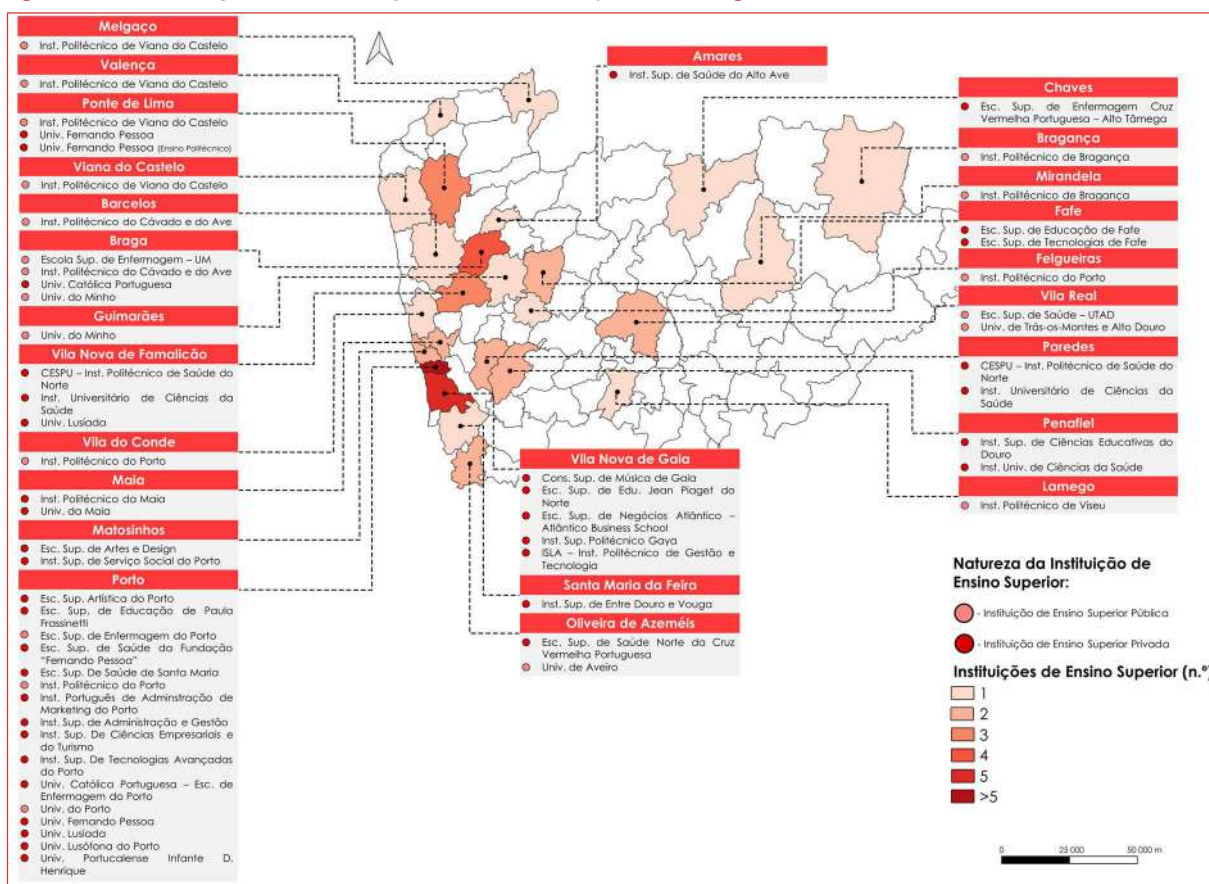 Melgaço
Inst. Politécnico de Viana do Castelo
Valença
Inst. Politécnico de Viana do Castelo
Ponte de Lima
Inst. Politécnico de Viana do Castelo
Univ. Fernando Pessoa
Univ. Fernando Pessoa (Ensino Politécnico)
Viana do Castelo
Inst. Politécnico de Viana do Castelo
Barcelos
Inst. Politécnico do Cávado e do Ave
Braga
Escola Sup. de Enfermagem – UM
Inst. Politécnico do Cávado e do Ave
Univ. Católica Portuguesa
Univ. do Minho
Guimarães
Univ. do Minho
Vila Nova de Famalicão
CESPU – Inst. Politécnico de Saúde do
Norte
Inst. Universitário de Ciências da
Saúde
Univ. Lusíada
Vila do Conde
Inst. Politécnico do Porto
Maia
Inst. Politécnico da Maia
Univ. da Maia
Matosinhos
Esc. Sup. de Artes e Design
Inst. Sup. de Serviço Social do Porto
Porto
Esc. Sup. Artística do Porto
Esc. Sup. de Educação de Paula
Frassinetti
Esc. Sup. de Enfermagem do Porto
Esc. Sup. de Saúde da Fundação
"Fernando Pessoa"
Esc. Sup. De Saúde de Santa Maria
Inst. Politécnico do Porto
Inst. Português de Adminstração de
Marketing do Porto
Inst. Sup. de Administração e Gestão
Inst. Sup. De Ciências Empresariais e
do Turismo
Inst. Sup. De Tecnologias Avançadas
do Porto
Univ. Católica Portuguesa – Esc. de
Enfermagem do Porto
Univ. do Porto
Univ. Fernando Pessoa
Univ. Lusíada
Univ. Lusófona do Porto
Univ. Portucalense Infante D.
Henrique
Amares
Inst. Sup. de Saúde do Alto Ave
Vila Nova de Gaia
Cons. Sup. de Música de Gaia
Esc. Sup. de Edu. Jean Piaget do
Norte
Esc. Sup. de Negócios Atlântico –
Atlântico Business School
Inst. Sup. Politécnico Gaya
ISLA – Inst. Politécnico de Gestão e
Tecnologia
Santa Maria da Feira
Inst. Sup. de Entre Douro e Vouga
Oliveira de Azeméis
Esc. Sup. de Saúde Norte da Cruz
Vermelha Portuguesa
Univ. de Aveiro
Chaves
Esc. Sup. de Enfermagem Cruz
Vermelha Portuguesa – Alto Tâmega
Bragança
Inst. Politécnico de Bragança
Mirandela
Inst. Politécnico de Bragança
Fafe
Esc. Sup. de Educação de Fafe
Esc. Sup. de Tecnologias de Fafe
Felgueiras
Inst. Politécnico do Porto
Vila Real
Esc. Sup. de Saúde – UTAD
Univ. de Trás-os-Montes e Alto Douro
Paredes
CESPU – Inst. Politécnico de Saúde do
Norte
Inst. Universitário de Ciências da
Saúde
Penafiel
Inst. Sup. de Ciências Educativas do
Douro
Inst. Univ. de Ciências da Saúde
Lamego
Inst. Politécnico de Viseu
Natureza da Instituição de
Ensino Superior:
- Instituição de Ensino Superior Pública
- Instituição de Ensino Superior Privada
Instituições de Ensino Superior (n.º)
1
2
3
4
5
>5
0 25 000 50 000 m